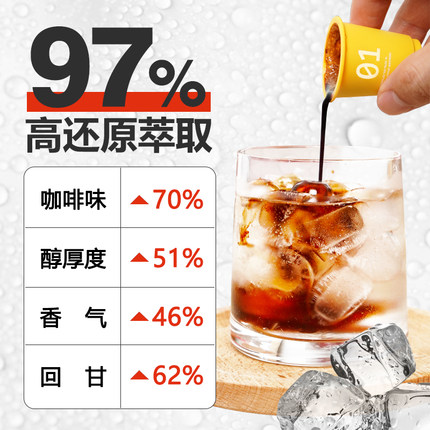 97%
高还原萃取
咖啡味 ▲70%
醇厚度 ▲51%
香 气 ▲46%
回 甘 ▲62%
01